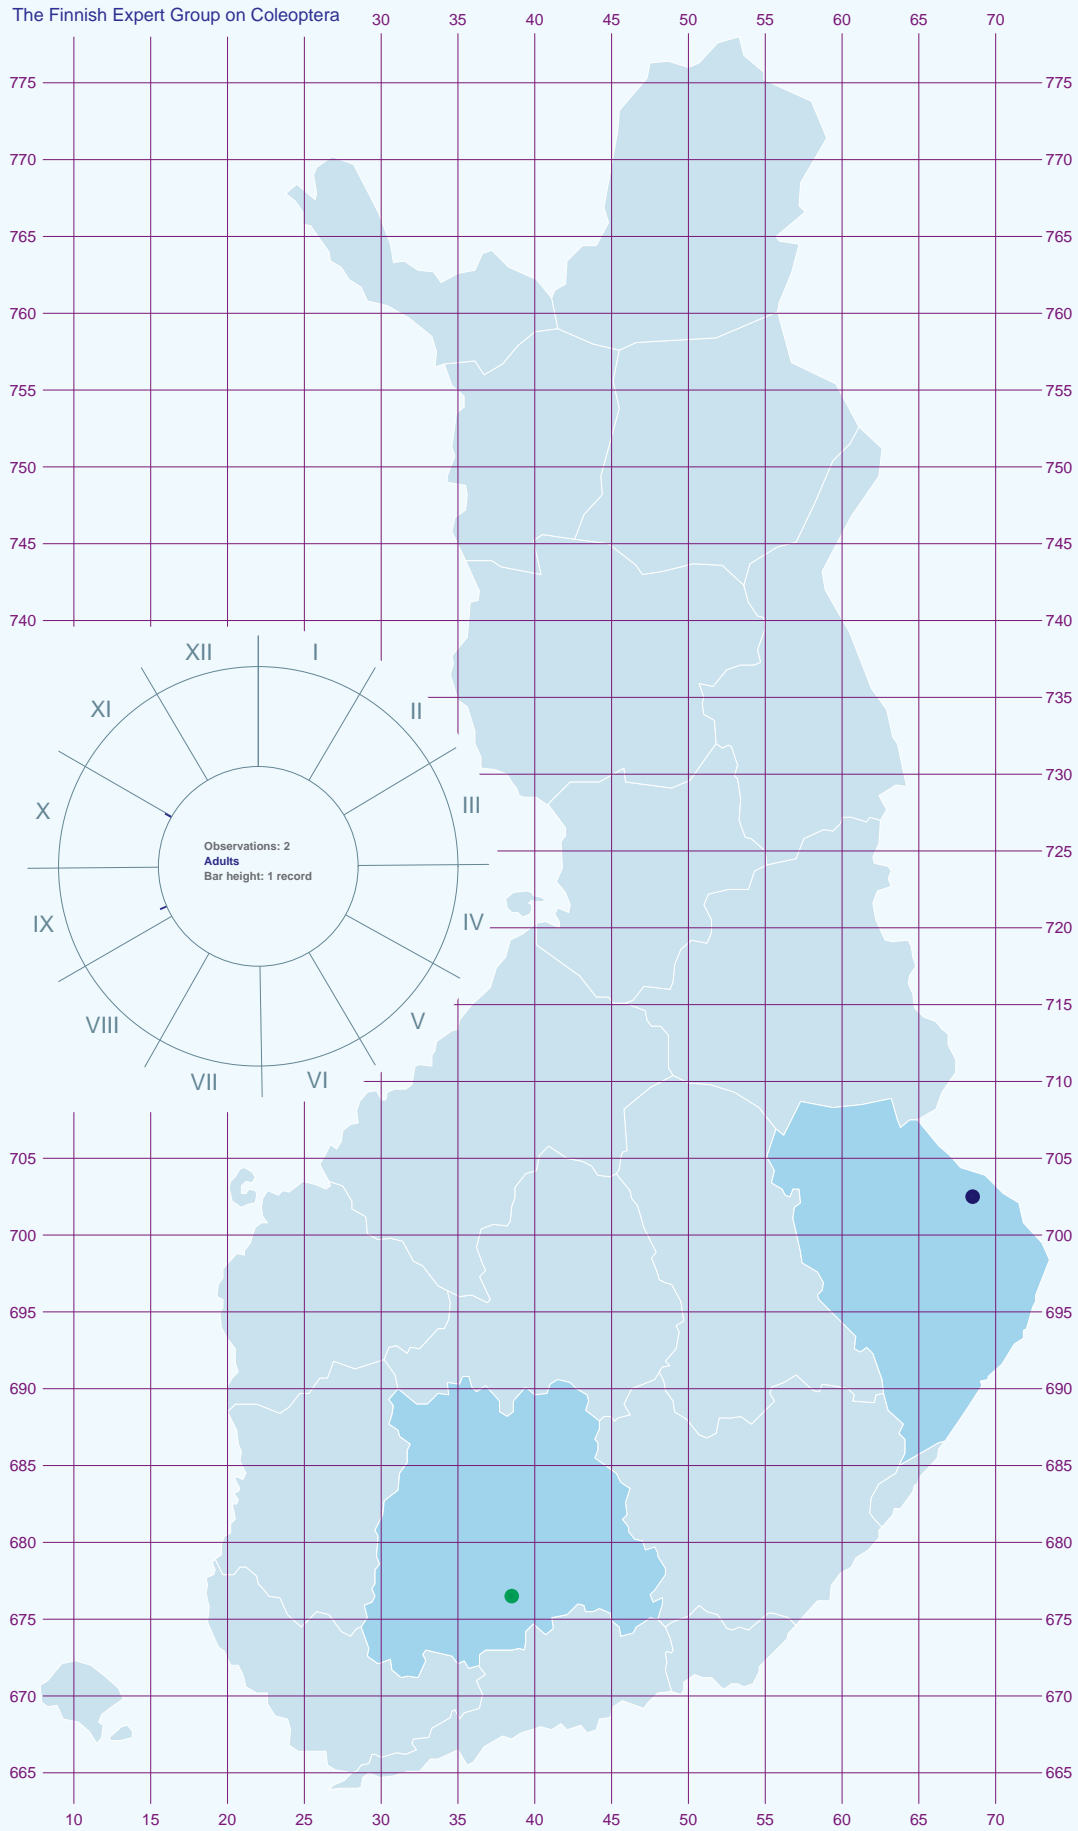 The Finnish Expert Group on Coleoptera 30 35 40 45 50 55 60 65 70
775 775
770 770
765 765
760 760
755 755
750 750
745 745
740 740
XII I
XI II
735
730
X III
725
Observations: 2
Adults
Bar height: 1 record
IX IV
720
715
VIII V
VII VI
710
705 705
700 700
695 695
690 690
685 685
680 680
675 675
670 670
665 665
10 15 20 25 30 35 40 45 50 55 60 65 70